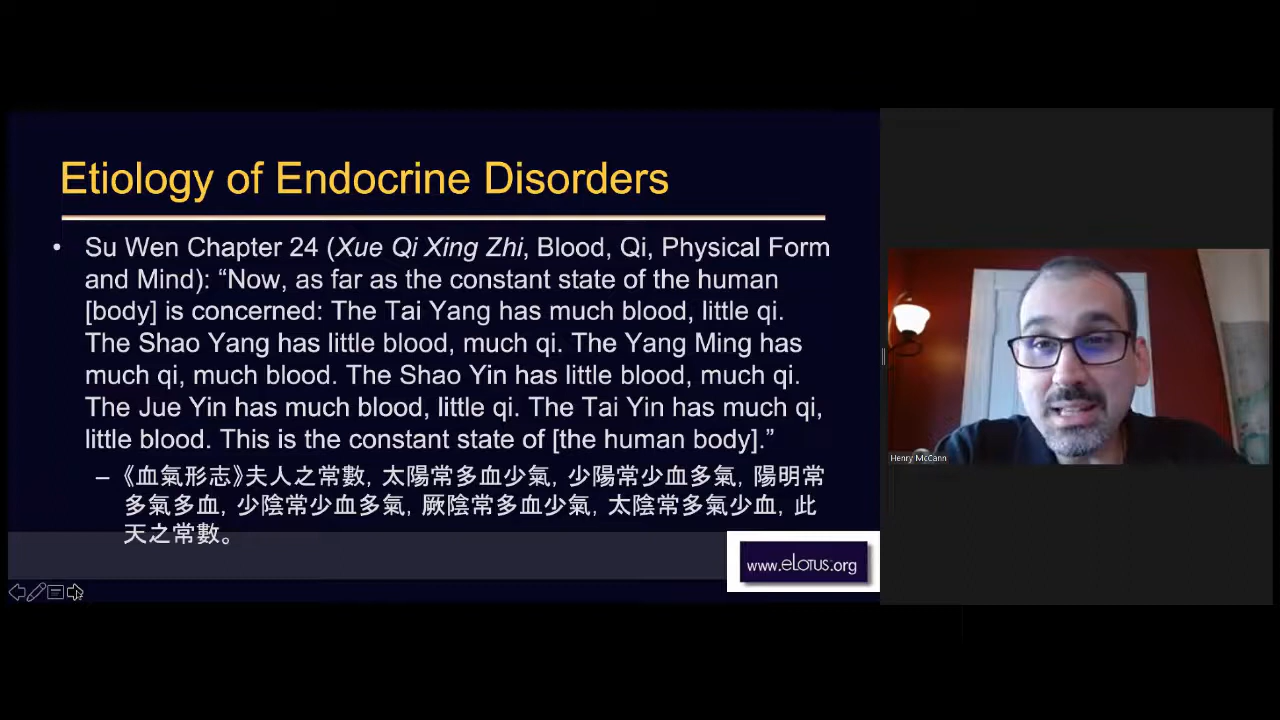 Etiology of Endocrine Disorders
• Su Wen Chapter 24 (Xue Qi Xing Zhi, Blood, Qi, Physical Form
and Mind): “Now, as far as the constant state of the human
[body] is concerned: The Tai Yang has much blood, little qi.
The Shao Yang has little blood, much qi. The Yang Ming has
much qi, much blood. The Shao Yin has little blood, much qi.
The Jue Yin has much blood, little qi. The Tai Yin has much qi,
little blood. This is the constant state of [the human body].”
–《血氣形志》夫人之常數, 太陽常多血少氣, 少陽常少血多氣, 陽明常
多氣多血, 少陰常少血多氣, 厥陰常多血少氣, 太陰常多氣少血, 此
天之常數。
www.eLOTUS.org
Henry McCann